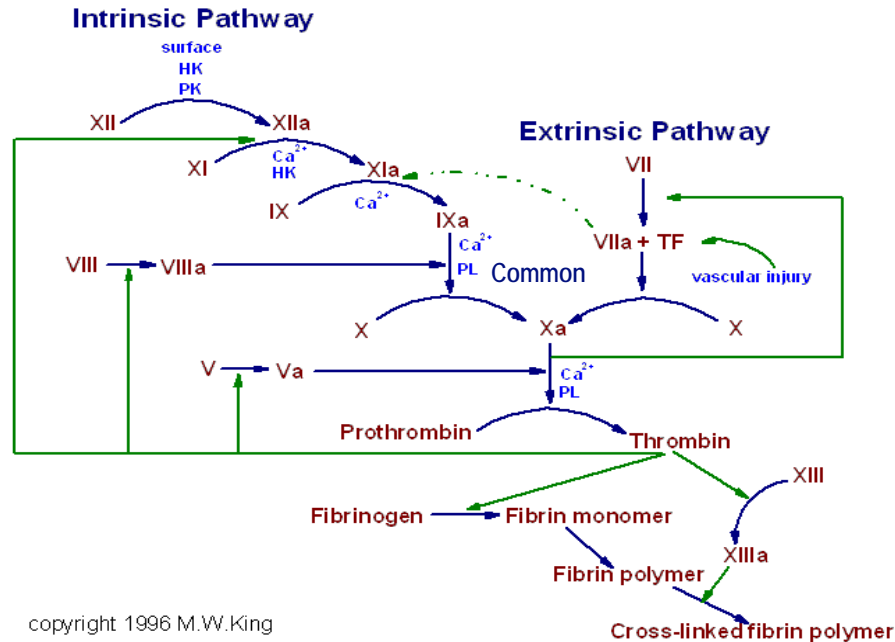 Intrinsic Pathway
surface
HK
PK
XII
XIIa
Extrinsic Pathway
XI
Ca²⁺
HK
XIa
VII
IX
Ca²⁺
IXa
VIIa + TF
Ca²⁺
PL
VIII
VIIIa
Common
vascular injury
X
Xa
X
V
Va
Ca²⁺
PL
Prothrombin
Thrombin
XIII
Fibrinogen
Fibrin monomer
XIIIa
Fibrin polymer
copyright 1996 M.W.King
Cross-linked fibrin polymer